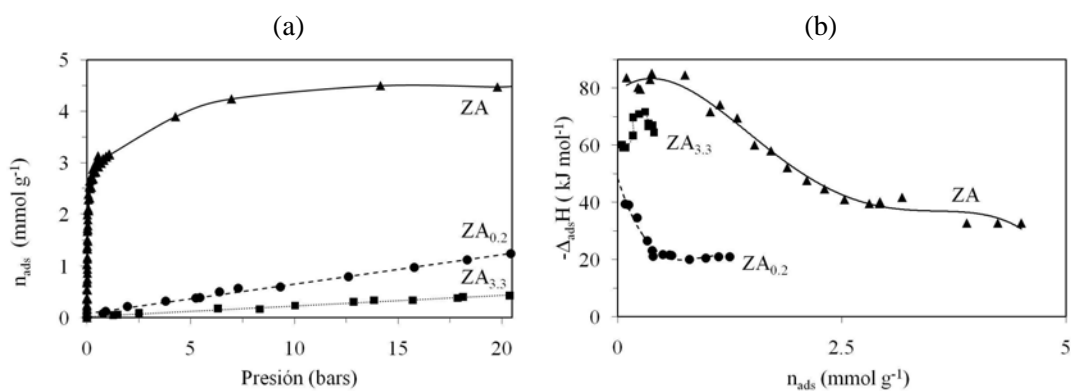 (a)
5
4
3
2
1
0
n_ads (mmol g⁻¹)
ZA
ZA₀.₂
ZA₃.₃
0 5 10 15 20
Presión (bars)
(b)
100
80
60
40
20
0
-Δ_adsH ( kJ mol⁻¹)
ZA₃.₃
ZA
ZA₀.₂
0 2.5 5
n_ads (mmol g⁻¹)